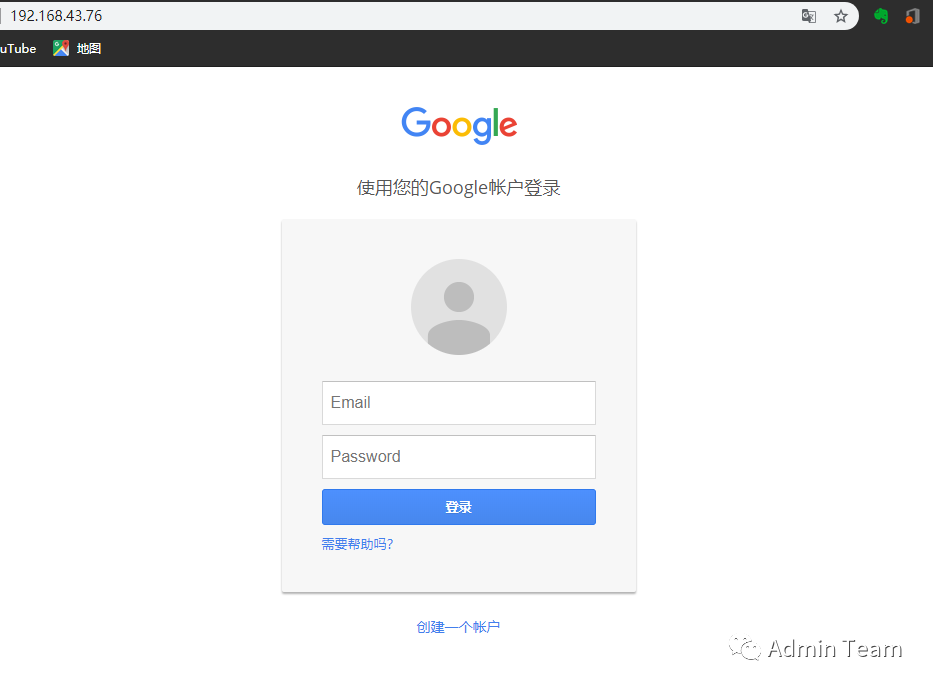 192.168.43.76
uTube 地图
Google
使用您的Google帐户登录
Email
Password
登录
需要帮助吗?
创建一个帐户
Admin Team